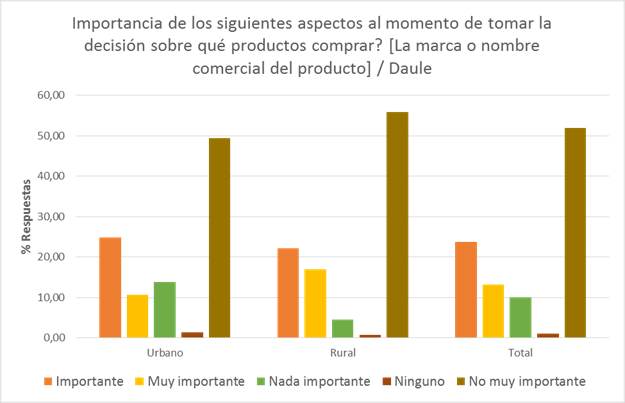 Importancia de los siguientes aspectos al momento de tomar la
decisión sobre qué productos comprar? [La marca o nombre
comercial del producto] / Daule
60,00
50,00
40,00
30,00
20,00
10,00
0,00
% Respuestas
Urbano Rural Total
Importante Muy importante Nada importante Ninguno No muy importante